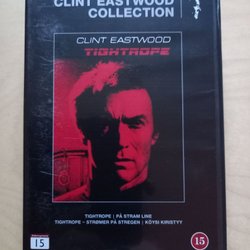 CLINT EASTWOOD
COLLECTION
CLINT EASTWOOD
TIGHTROPE
TIGHTROPE | PÅ STRAM LINE
TIGHTROPE - STRØMER PÅ STREGEN | KÖYSI KIRISTYY
15
15